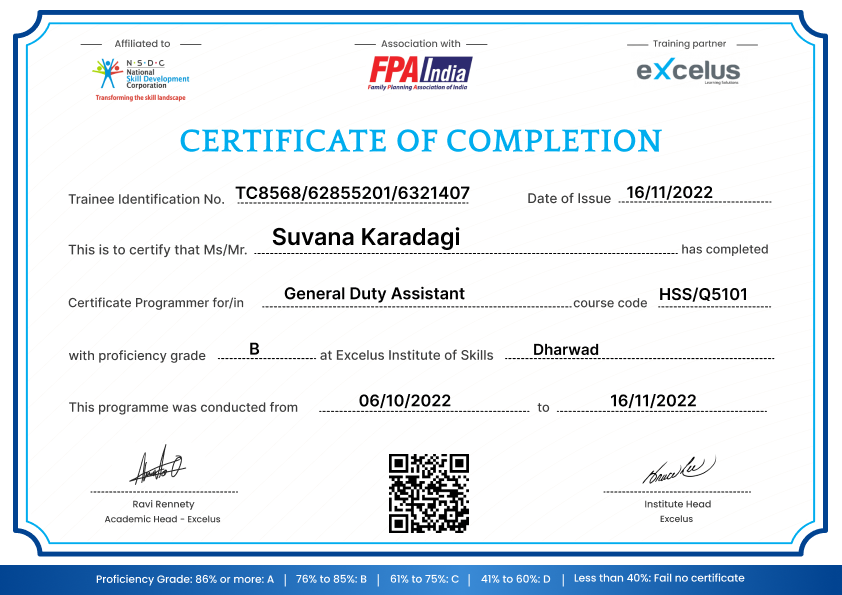 Affiliated to
Association with
Training partner
N·S·D·C
National
Skill Development
Corporation
Transforming the skill landscape
FPA India
Family Planning Association of India
eXcelus
Learning Solutions
CERTIFICATE OF COMPLETION
Trainee Identification No. TC8568/62855201/6321407 Date of Issue 16/11/2022
This is to certify that Ms/Mr. Suvana Karadagi has completed
Certificate Programmer for/in General Duty Assistant course code HSS/Q5101
with proficiency grade B at Excelus Institute of Skills Dharwad
This programme was conducted from 06/10/2022 to 16/11/2022
Ravi Rennety
Academic Head - Excelus
Institute Head
Excelus
Proficiency Grade: 86% or more: A | 76% to 85%: B | 61% to 75%: C | 41% to 60%: D | Less than 40%: Fail no certificate